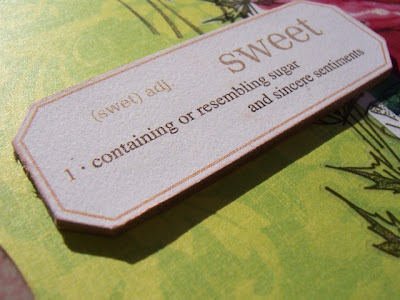 sweet
(swet) adj.
1 · containing or resembling sugar
and sincere sentiments